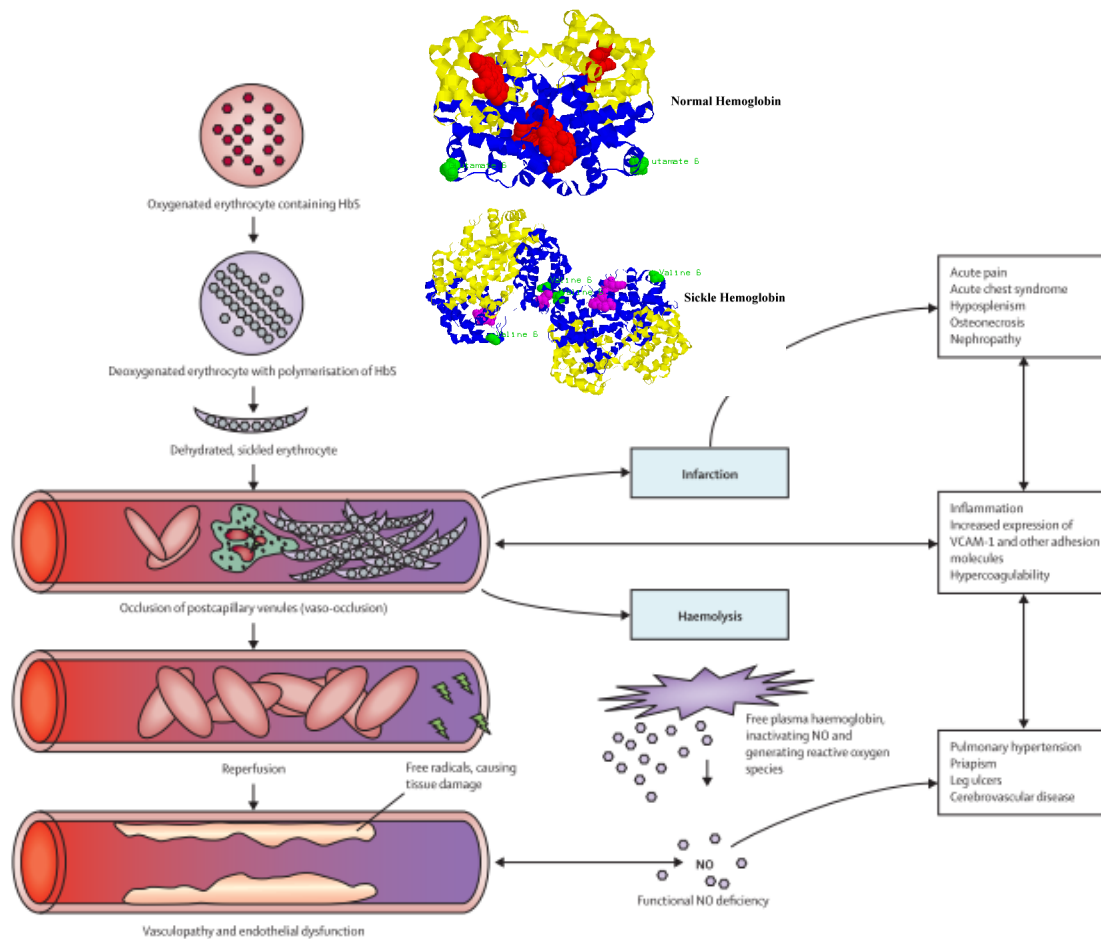 Normal Hemoglobin
utamate 6
Oxygenated erythrocyte containing HbS
Valine 6
Sickle Hemoglobin
Valine 6
Deoxygenated erythrocyte with polymerisation of HbS
Dehydrated, sickled erythrocyte
Occlusion of postcapillary venules (vaso-occlusion)
Reperfusion
Free radicals, causing
tissue damage
Vasculopathy and endothelial dysfunction
Infarction
Haemolysis
Free plasma haemoglobin,
inactivating NO and
generating reactive oxygen
species
NO
Functional NO deficiency
Acute pain
Acute chest syndrome
Hyposplenism
Osteonecrosis
Nephropathy
Inflammation
Increased expression of
VCAM-1 and other adhesion
molecules
Hypercoagulability
Pulmonary hypertension
Priapism
Leg ulcers
Cerebrovascular disease